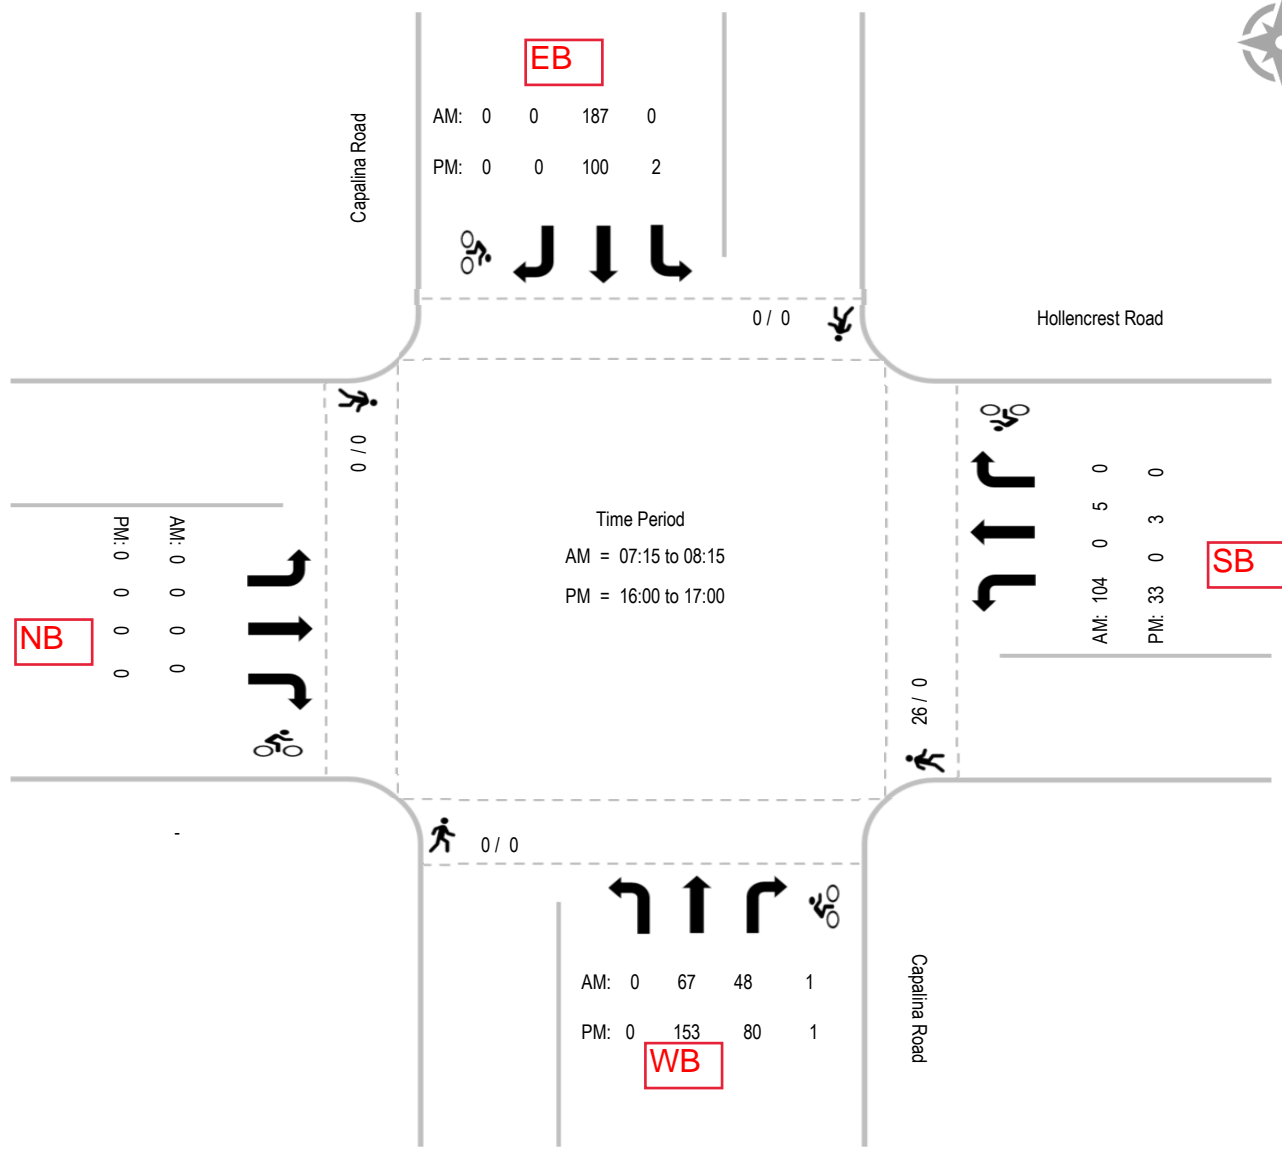 EB
AM: 0 0 187 0
PM: 0 0 100 2
Capalina Road
0 / 0
Hollencrest Road
0 / 0
Time Period
AM = 07:15 to 08:15
PM = 16:00 to 17:00
NB
AM: 0 0 0 0
PM: 0 0 0 0
SB
AM: 104 0 5 0
PM: 33 0 3 0
26 / 0
-
0 / 0
AM: 0 67 48 1
PM: 0 153 80 1
WB
Capalina Road